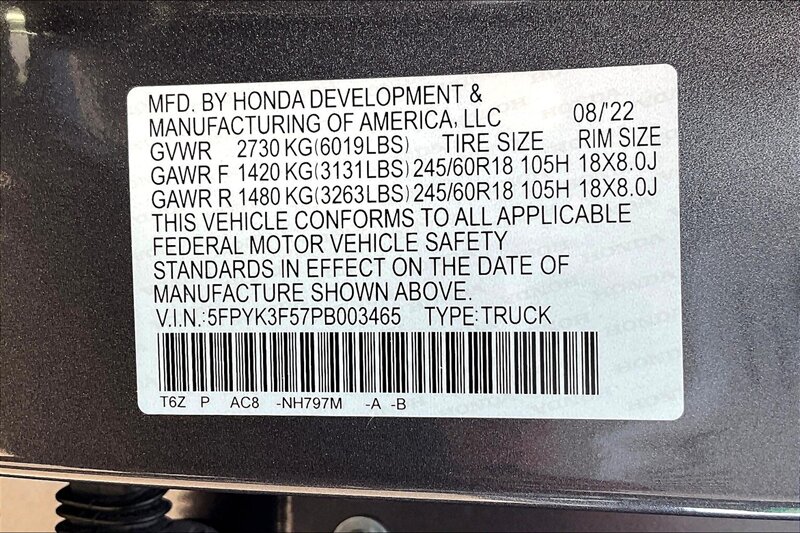 MFD. BY HONDA DEVELOPMENT &
MANUFACTURING OF AMERICA, LLC 08/'22
GVWR 2730 KG(6019LBS) TIRE SIZE RIM SIZE
GAWR F 1420 KG(3131LBS) 245/60R18 105H 18X8.0J
GAWR R 1480 KG(3263LBS) 245/60R18 105H 18X8.0J
THIS VEHICLE CONFORMS TO ALL APPLICABLE
FEDERAL MOTOR VEHICLE SAFETY
STANDARDS IN EFFECT ON THE DATE OF
MANUFACTURE SHOWN ABOVE.
V.I.N.:5FPYK3F57PB003465 TYPE:TRUCK
T6Z P AC8 -NH797M -A -B